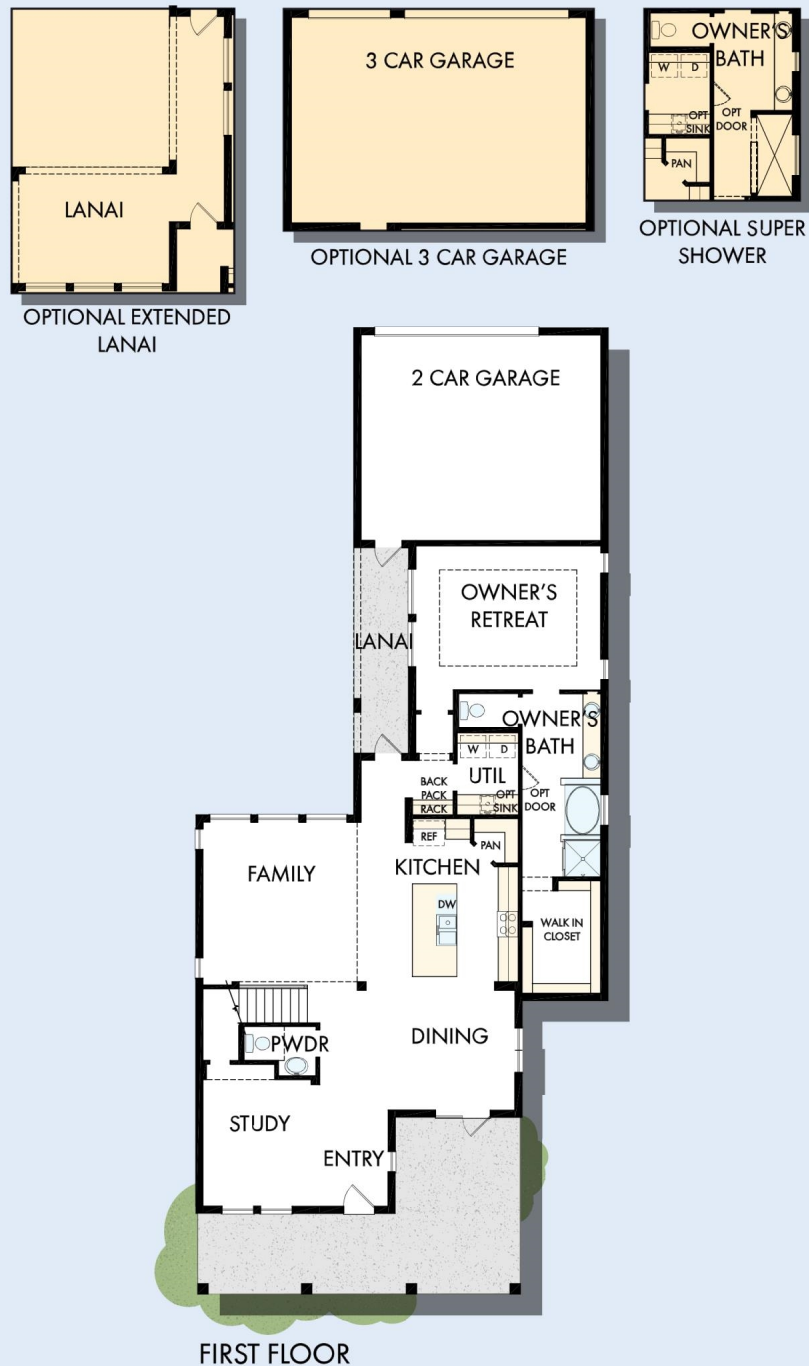 LANAI
OPTIONAL EXTENDED
LANAI
3 CAR GARAGE
OPTIONAL 3 CAR GARAGE
OWNER'S
BATH
W D
OPT
SINK
OPT
DOOR
PAN
OPTIONAL SUPER
SHOWER
2 CAR GARAGE
OWNER'S
RETREAT
LANAI
OWNER'S
BATH
W D
UTIL
OPT
SINK
OPT
DOOR
BACK
PACK
RACK
REF
PAN
KITCHEN
FAMILY
DW
WALK IN
CLOSET
PWDR
DINING
STUDY
ENTRY
FIRST FLOOR